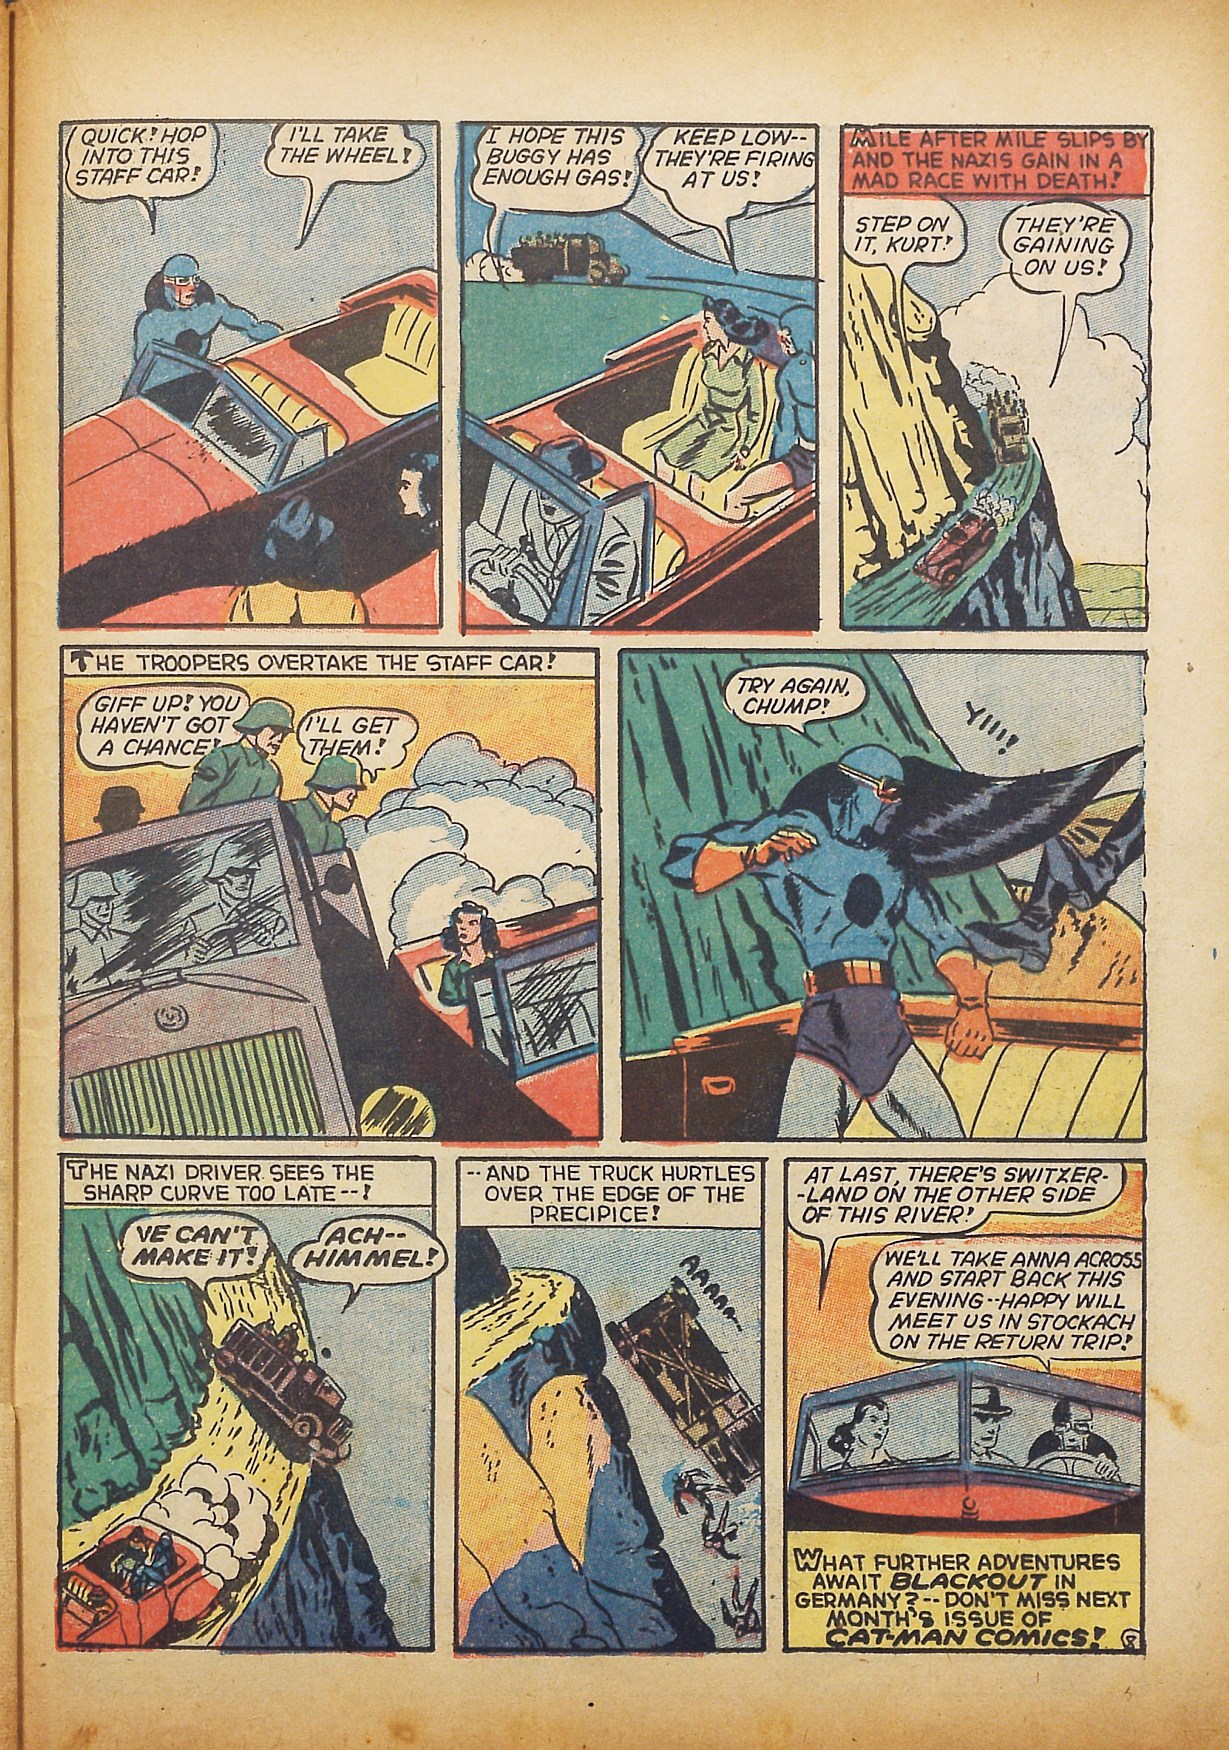 QUICK! HOP
INTO THIS
STAFF CAR!
I'LL TAKE
THE WHEEL!
I HOPE THIS
BUGGY HAS
ENOUGH GAS!
KEEP LOW--
THEY'RE FIRING
AT US!
MILE AFTER MILE SLIPS BY
AND THE NAZIS GAIN IN A
MAD RACE WITH DEATH!
STEP ON
IT, KURT!
THEY'RE
GAINING
ON US!
THE TROOPERS OVERTAKE THE STAFF CAR!
GIFF UP! YOU
HAVEN'T GOT
A CHANCE!
I'LL GET
THEM!
TRY AGAIN,
CHUMP!
YIII!
THE NAZI DRIVER SEES THE
SHARP CURVE TOO LATE--!
VE CAN'T
MAKE IT!
ACH--
HIMMEL!
--AND THE TRUCK HURTLES
OVER THE EDGE OF THE
PRECIPICE!
AAAAA--
AT LAST, THERE'S SWITZER-
-LAND ON THE OTHER SIDE
OF THIS RIVER!
WE'LL TAKE ANNA ACROSS
AND START BACK THIS
EVENING--HAPPY WILL
MEET US IN STOCKACH
ON THE RETURN TRIP!
WHAT FURTHER ADVENTURES
AWAIT BLACKOUT IN
GERMANY?--DON'T MISS NEXT
MONTH'S ISSUE OF
CAT-MAN COMICS!
8